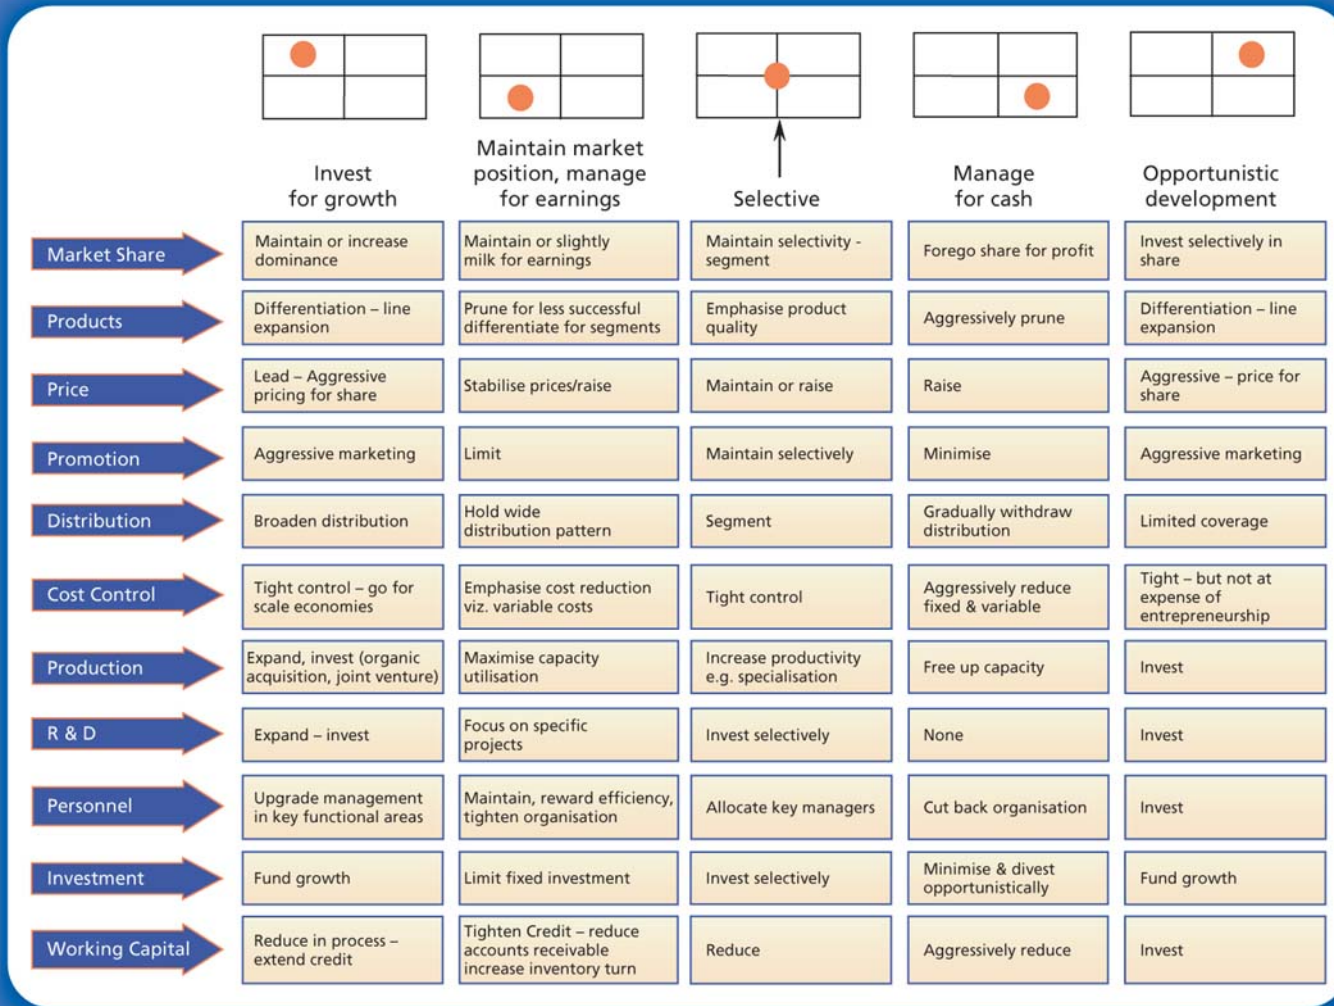 Invest
for growth
Maintain market
position, manage
for earnings
Selective
Manage
for cash
Opportunistic
development
Market Share
Maintain or increase
dominance
Maintain or slightly
milk for earnings
Maintain selectivity -
segment
Forego share for profit
Invest selectively in
share
Products
Differentiation – line
expansion
Prune for less successful
differentiate for segments
Emphasise product
quality
Aggressively prune
Differentiation – line
expansion
Price
Lead – Aggressive
pricing for share
Stabilise prices/raise
Maintain or raise
Raise
Aggressive – price for
share
Promotion
Aggressive marketing
Limit
Maintain selectively
Minimise
Aggressive marketing
Distribution
Broaden distribution
Hold wide
distribution pattern
Segment
Gradually withdraw
distribution
Limited coverage
Cost Control
Tight control – go for
scale economies
Emphasise cost reduction
viz. variable costs
Tight control
Aggressively reduce
fixed & variable
Tight – but not at
expense of
entrepreneurship
Production
Expand, invest (organic
acquisition, joint venture)
Maximise capacity
utilisation
Increase productivity
e.g. specialisation
Free up capacity
Invest
R & D
Expand – invest
Focus on specific
projects
Invest selectively
None
Invest
Personnel
Upgrade management
in key functional areas
Maintain, reward efficiency,
tighten organisation
Allocate key managers
Cut back organisation
Invest
Investment
Fund growth
Limit fixed investment
Invest selectively
Minimise & divest
opportunistically
Fund growth
Working Capital
Reduce in process –
extend credit
Tighten Credit – reduce
accounts receivable
increase inventory turn
Reduce
Aggressively reduce
Invest